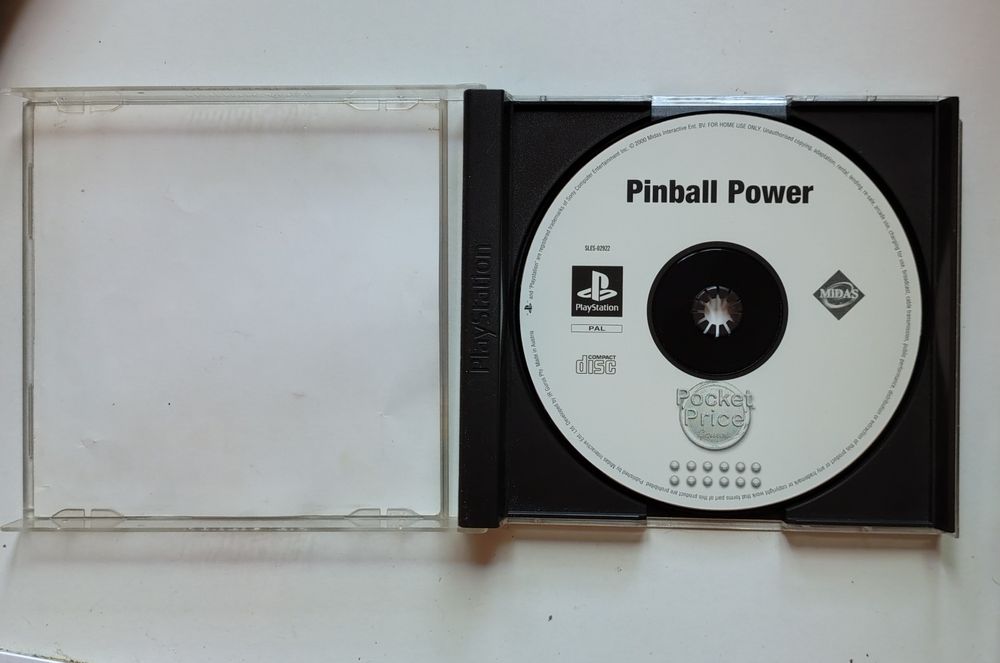 PlayStation
Pinball Power
SLES-02922
PlayStation
PAL
COMPACT
disc
MIDAS
Pocket
Price
and "PlayStation" are registered trademarks of Sony Computer Entertainment Inc. © 2000 Midas Interactive Ent. BV. FOR HOME USE ONLY. Unauthorised copying, adaptation, rental, lending, re-sale, arcade use, charging for use, broadcast, cable transmission, public performance, distribution or extraction of this product or any trademark or copyright work that forms part of this product are prohibited. Published by Midas Interactive Ent. Ltd. Developed by Made in Austria